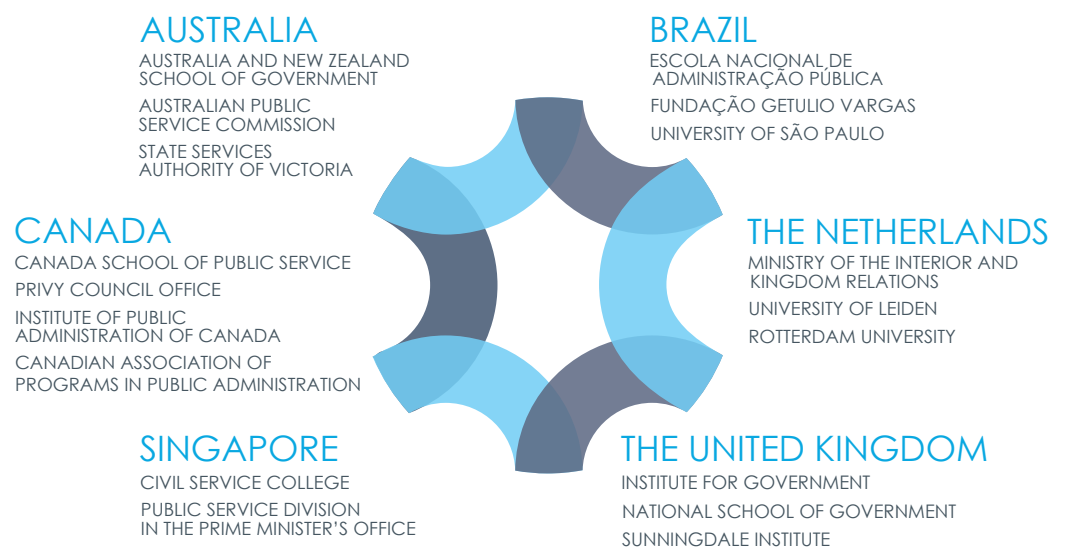 AUSTRALIA
AUSTRALIA AND NEW ZEALAND
SCHOOL OF GOVERNMENT
AUSTRALIAN PUBLIC
SERVICE COMMISSION
STATE SERVICES
AUTHORITY OF VICTORIA
BRAZIL
ESCOLA NACIONAL DE
ADMINISTRAÇÃO PÚBLICA
FUNDAÇÃO GETULIO VARGAS
UNIVERSITY OF SÃO PAULO
CANADA
CANADA SCHOOL OF PUBLIC SERVICE
PRIVY COUNCIL OFFICE
INSTITUTE OF PUBLIC
ADMINISTRATION OF CANADA
CANADIAN ASSOCIATION OF
PROGRAMS IN PUBLIC ADMINISTRATION
THE NETHERLANDS
MINISTRY OF THE INTERIOR AND
KINGDOM RELATIONS
UNIVERSITY OF LEIDEN
ROTTERDAM UNIVERSITY
SINGAPORE
CIVIL SERVICE COLLEGE
PUBLIC SERVICE DIVISION
IN THE PRIME MINISTER’S OFFICE
THE UNITED KINGDOM
INSTITUTE FOR GOVERNMENT
NATIONAL SCHOOL OF GOVERNMENT
SUNNINGDALE INSTITUTE